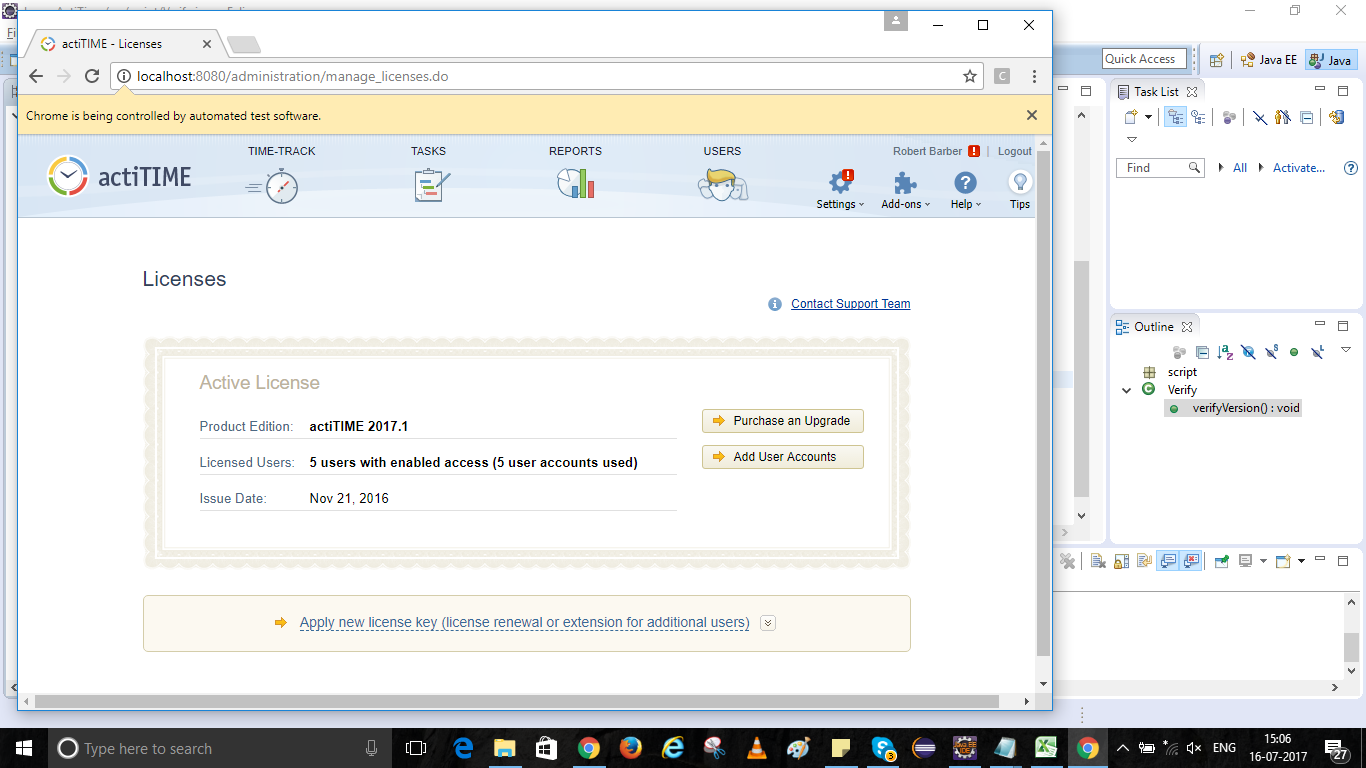 actiTIME - Licenses
localhost:8080/administration/manage_licenses.do
C
Chrome is being controlled by automated test software.
actiTIME
TIME-TRACK
TASKS
REPORTS
USERS
Robert Barber ! | Logout
Settings
Add-ons
Help
Tips
Licenses
Contact Support Team
Active License
Product Edition: actiTIME 2017.1
Licensed Users: 5 users with enabled access (5 user accounts used)
Issue Date: Nov 21, 2016
Purchase an Upgrade
Add User Accounts
Apply new license key (license renewal or extension for additional users)
Quick Access
Java EE
Java
Task List
Find
All
Activate...
Outline
script
Verify
verifyVersion() : void
Type here to search
3
ENG
15:06
16-07-2017
27